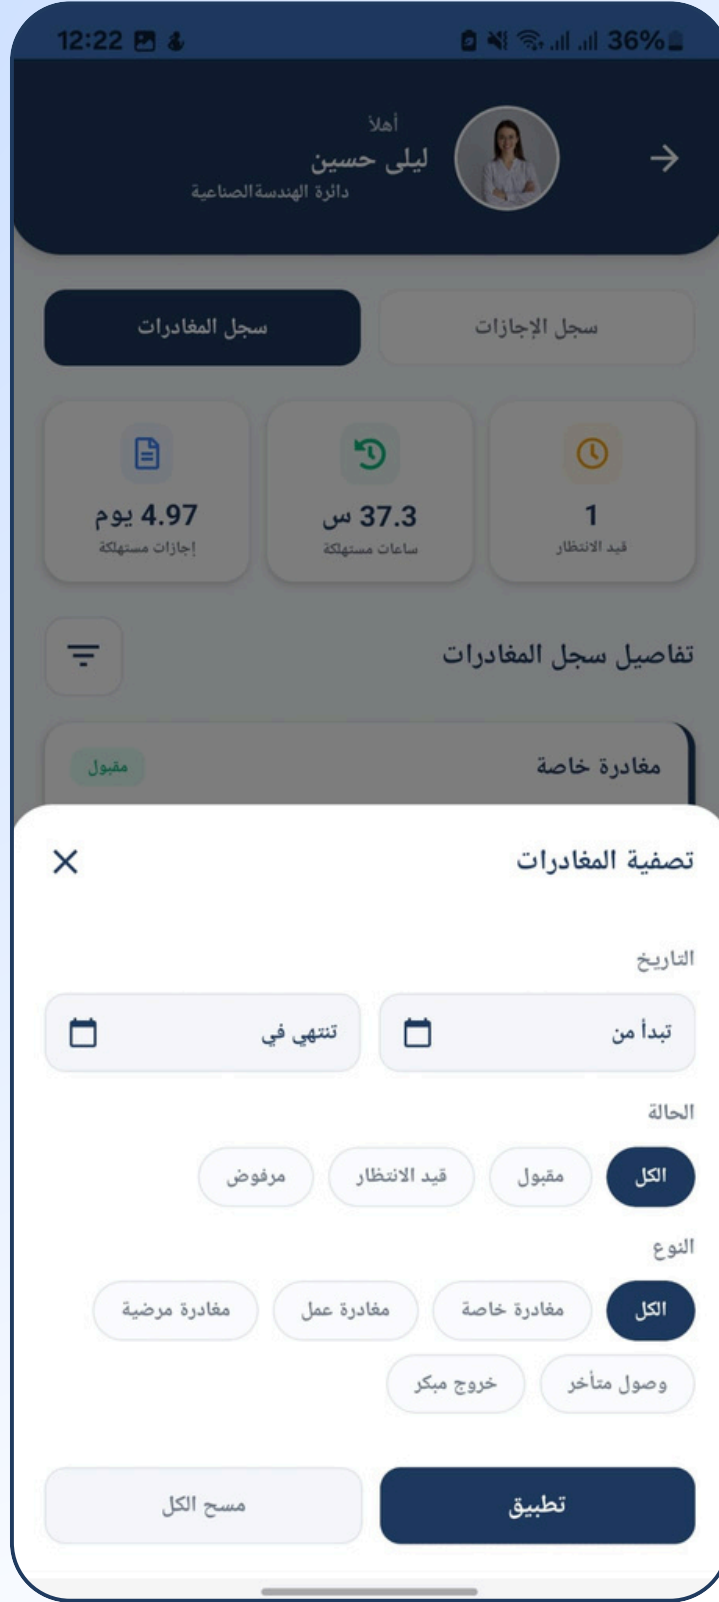 12:22 36%
أهلاً
ليلى حسين
دائرة الهندسةالصناعية
سجل الإجازات سجل المغادرات
1 37.3 س 4.97 يوم
قيد الانتظار ساعات مستهلكة إجازات مستهلكة
تفاصيل سجل المغادرات
مغادرة خاصة مقبول
تصفية المغادرات
التاريخ
تبدأ من تنتهي في
الحالة
الكل مقبول قيد الانتظار مرفوض
النوع
الكل مغادرة خاصة مغادرة عمل مغادرة مرضية
وصول متأخر خروج مبكر
تطبيق مسح الكل